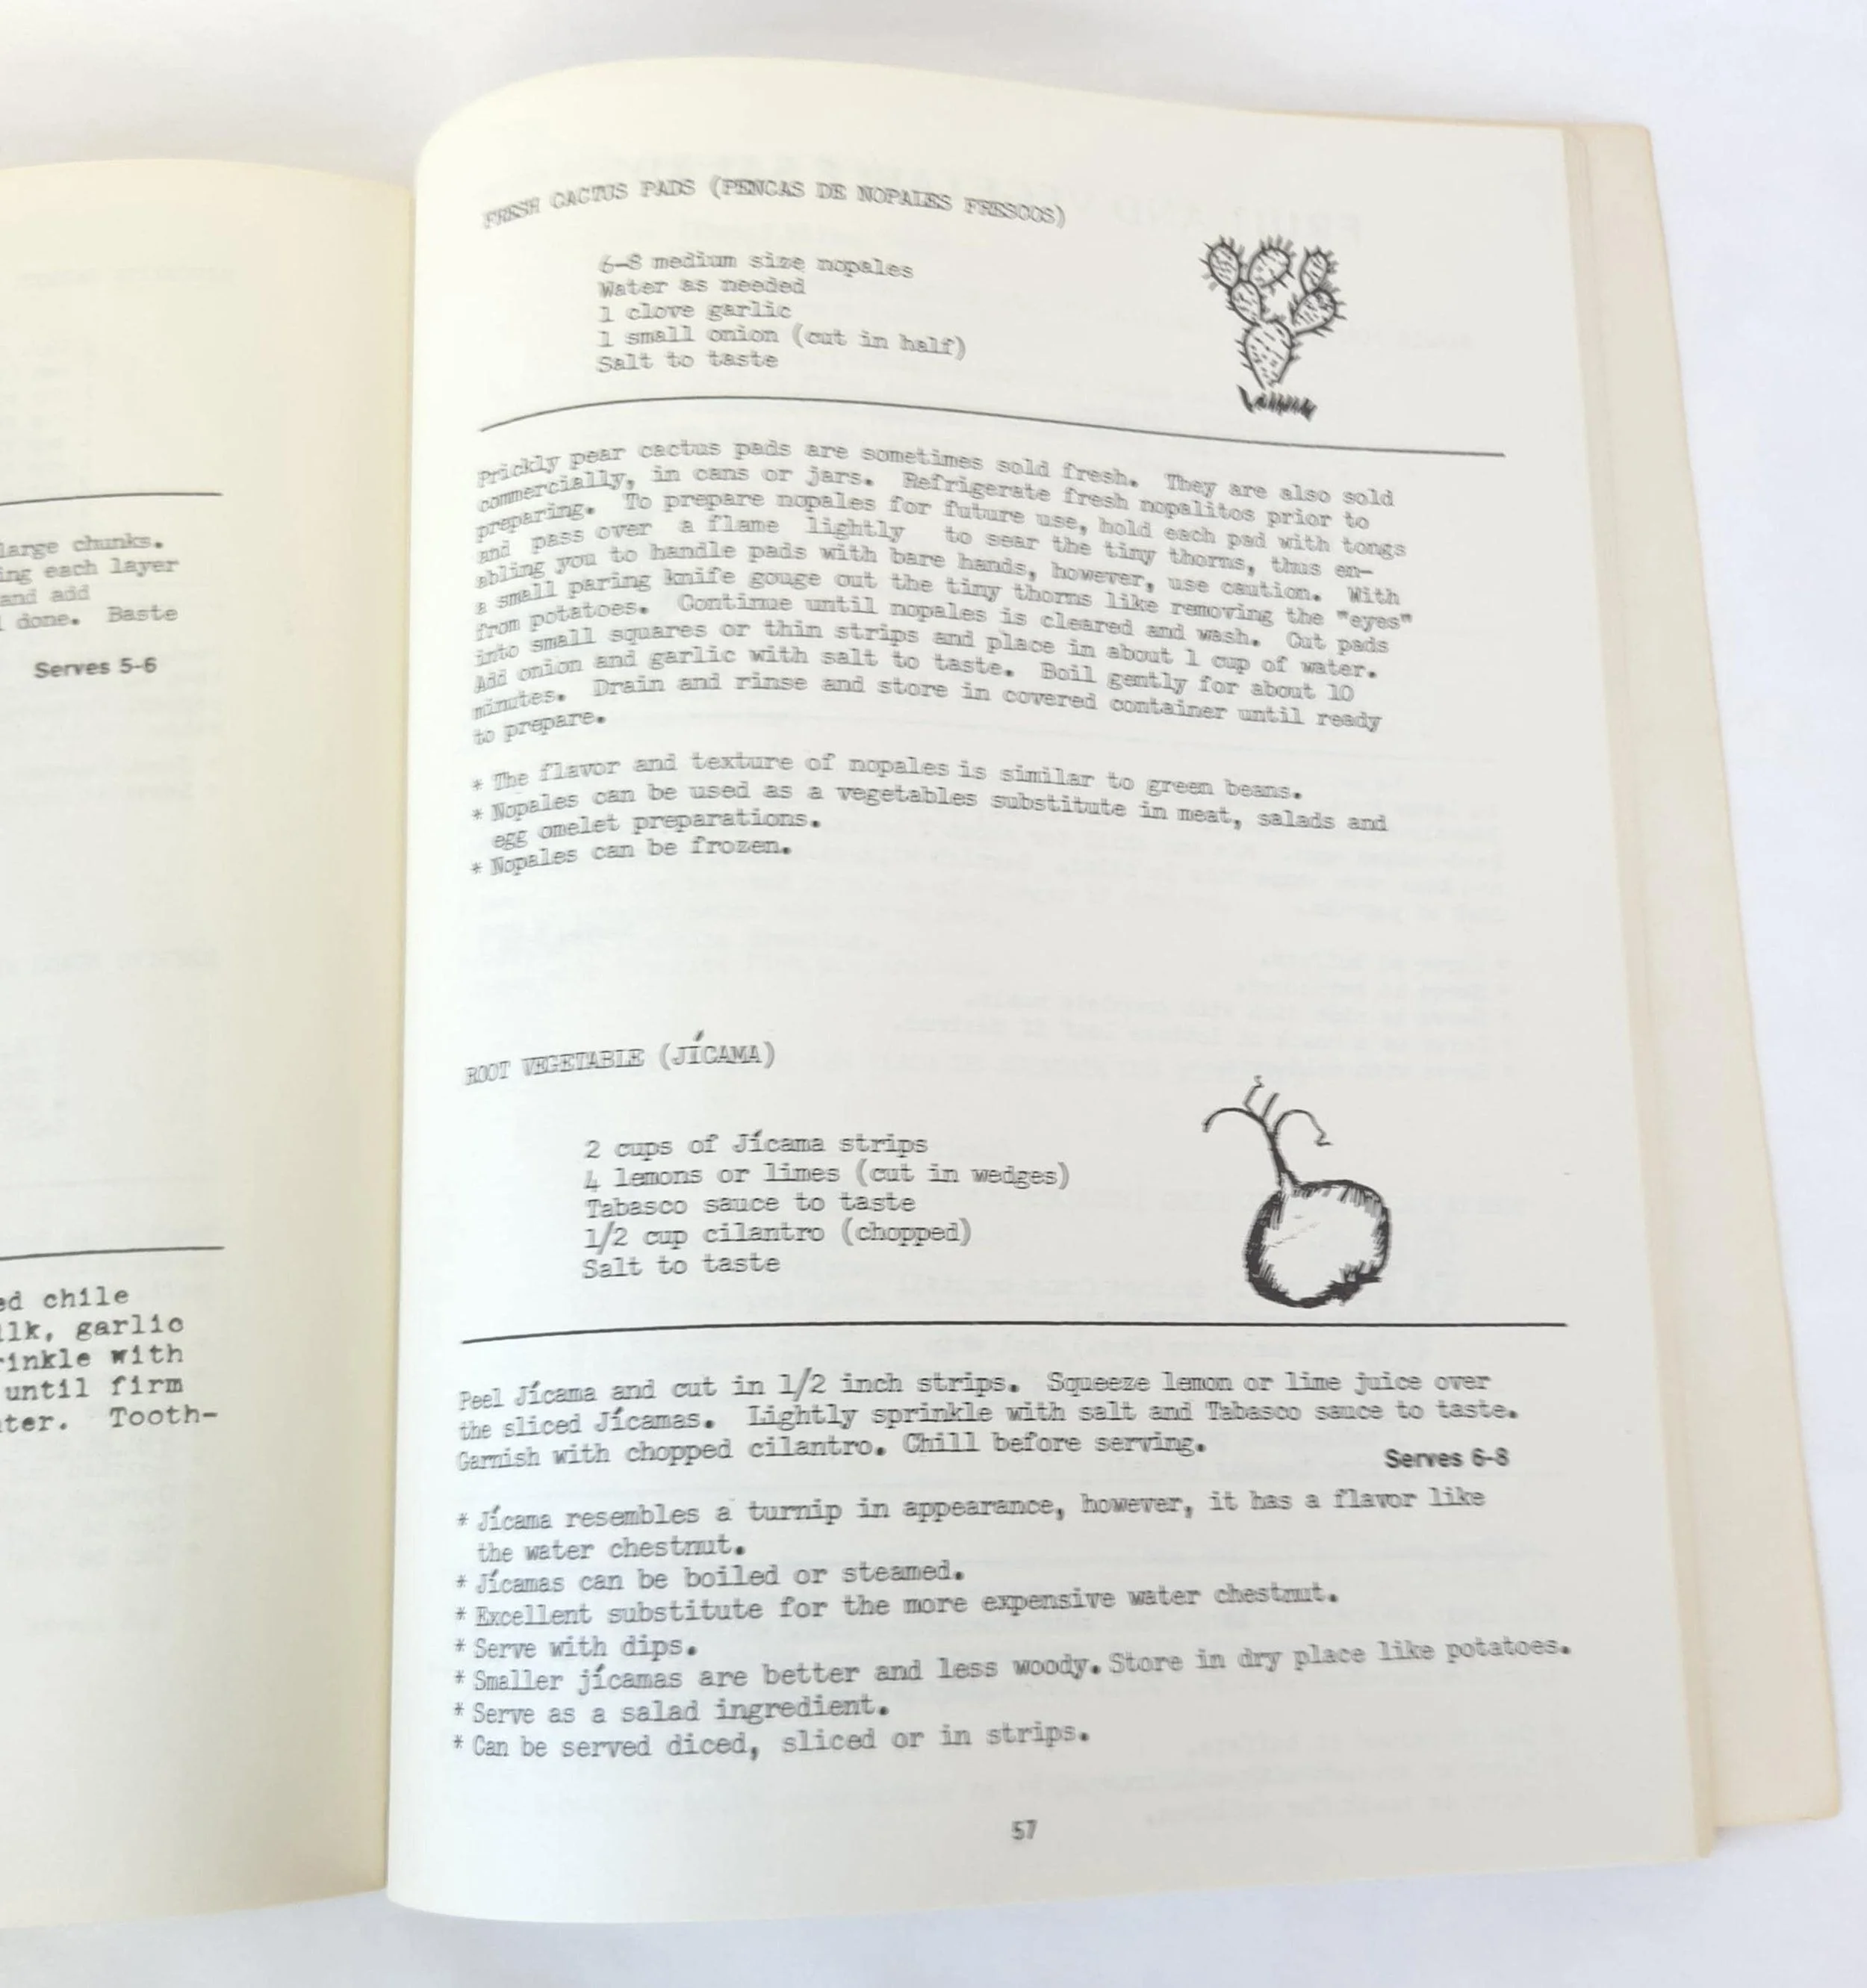 large chunks.
ing each layer
and add
done. Baste
Serves 5-6
ed chile
ilk, garlic
rinkle with
until firm
ter. Tooth-
FRESH CACTUS PADS (PENCAS DE NOPALES FRESCOS)
6-8 medium size nopales
Water as needed
1 clove garlic
1 small onion (cut in half)
Salt to taste
Prickly pear cactus pads are sometimes sold fresh. They are also sold
commercially, in cans or jars. Refrigerate fresh nopalitos prior to
preparing. To prepare nopales for future use, hold each pad with tongs
and pass over a flame lightly to sear the tiny thorns, thus en-
abling you to handle pads with bare hands, however, use caution. With
a small paring knife gouge out the tiny thorns like removing the "eyes"
from potatoes. Continue until nopales is cleared and wash. Cut pads
into small squares or thin strips and place in about 1 cup of water.
Add onion and garlic with salt to taste. Boil gently for about 10
minutes. Drain and rinse and store in covered container until ready
to prepare.
* The flavor and texture of nopales is similar to green beans.
* Nopales can be used as a vegetables substitute in meat, salads and
egg omelet preparations.
* Nopales can be frozen.
ROOT VEGETABLE (JÍCAMA)
2 cups of Jícama strips
4 lemons or limes (cut in wedges)
Tabasco sauce to taste
1/2 cup cilantro (chopped)
Salt to taste
Peel Jícama and cut in 1/2 inch strips. Squeeze lemon or lime juice over
the sliced Jícamas. Lightly sprinkle with salt and Tabasco sauce to taste.
Garnish with chopped cilantro. Chill before serving.
Serves 6-8
* Jícama resembles a turnip in appearance, however, it has a flavor like
the water chestnut.
* Jícamas can be boiled or steamed.
* Excellent substitute for the more expensive water chestnut.
* Serve with dips.
* Smaller jícamas are better and less woody. Store in dry place like potatoes.
* Serve as a salad ingredient.
* Can be served diced, sliced or in strips.
57